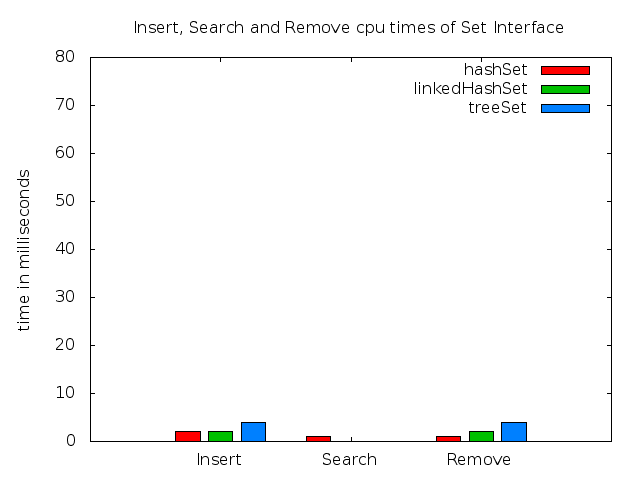 Insert, Search and Remove cpu times of Set Interface
hashSet
linkedHashSet
treeSet
time in milliseconds
80
70
60
50
40
30
20
10
0
Insert Search Remove